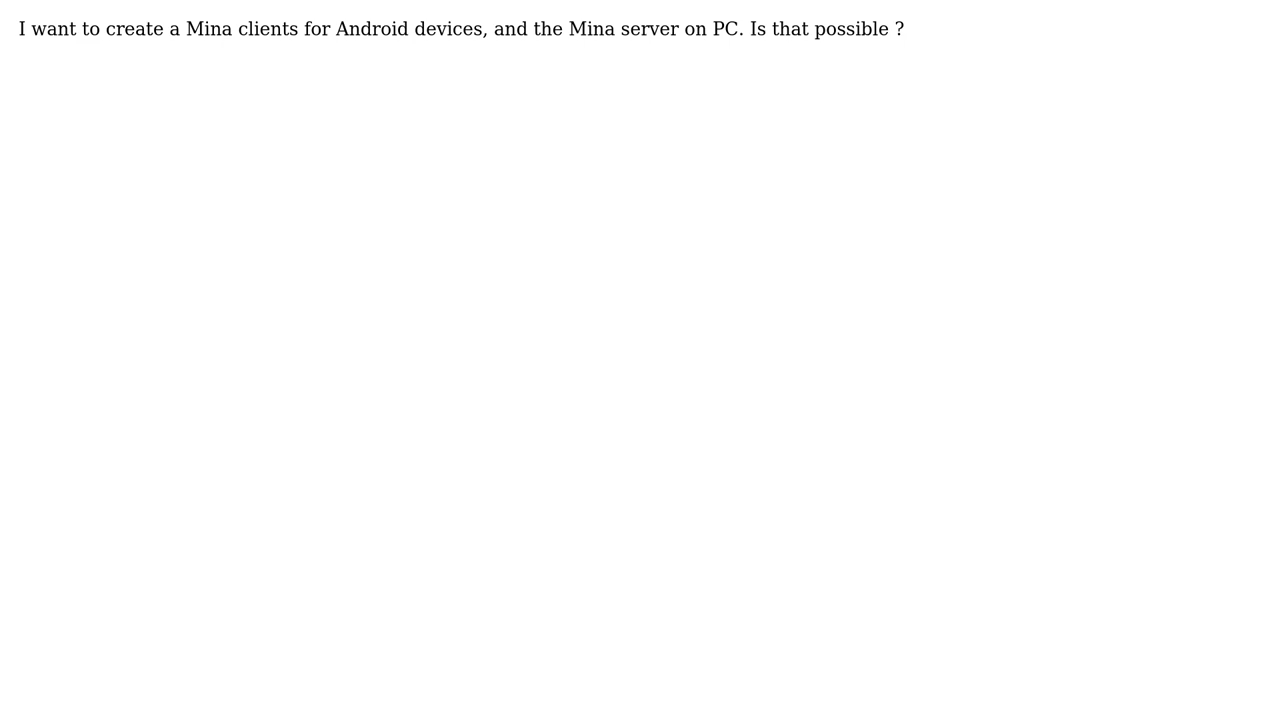 I want to create a Mina clients for Android devices, and the Mina server on PC. Is that possible ?